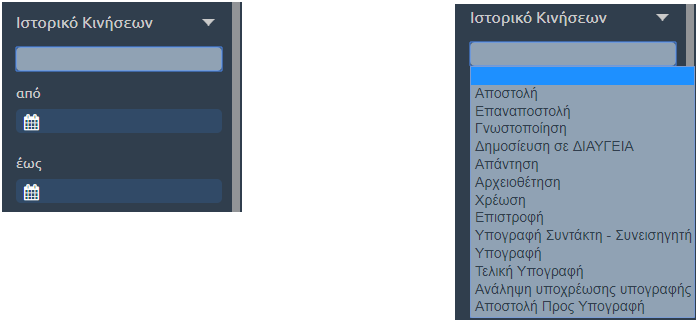 Ιστορικό Κινήσεων
από
έως
Ιστορικό Κινήσεων
Αποστολή
Επαναποστολή
Γνωστοποίηση
Δημοσίευση σε ΔΙΑΥΓΕΙΑ
Απάντηση
Αρχειοθέτηση
Χρέωση
Επιστροφή
Υπογραφή Συντάκτη - Συνεισηγητή
Υπογραφή
Τελική Υπογραφή
Ανάληψη υποχρέωσης υπογραφής
Αποστολή Προς Υπογραφή